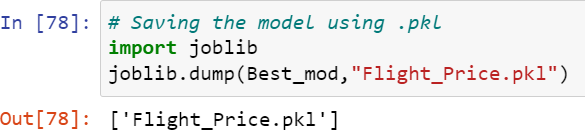 In [78]: # Saving the model using .pkl
import joblib
joblib.dump(Best_mod,"Flight_Price.pkl")
Out[78]: ['Flight_Price.pkl']